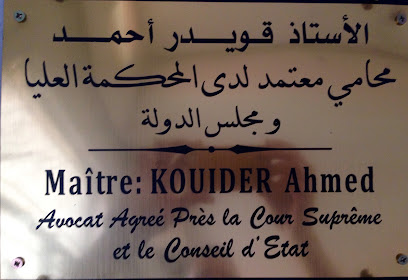 الأستاذ قويدر أحمد
محامي معتمد لدى المحكمة العليا
و مجلس الدولة
Maître: KOUIDER Ahmed
Avocat Agreé Près la Cour Suprême
et le Conseil d'Etat